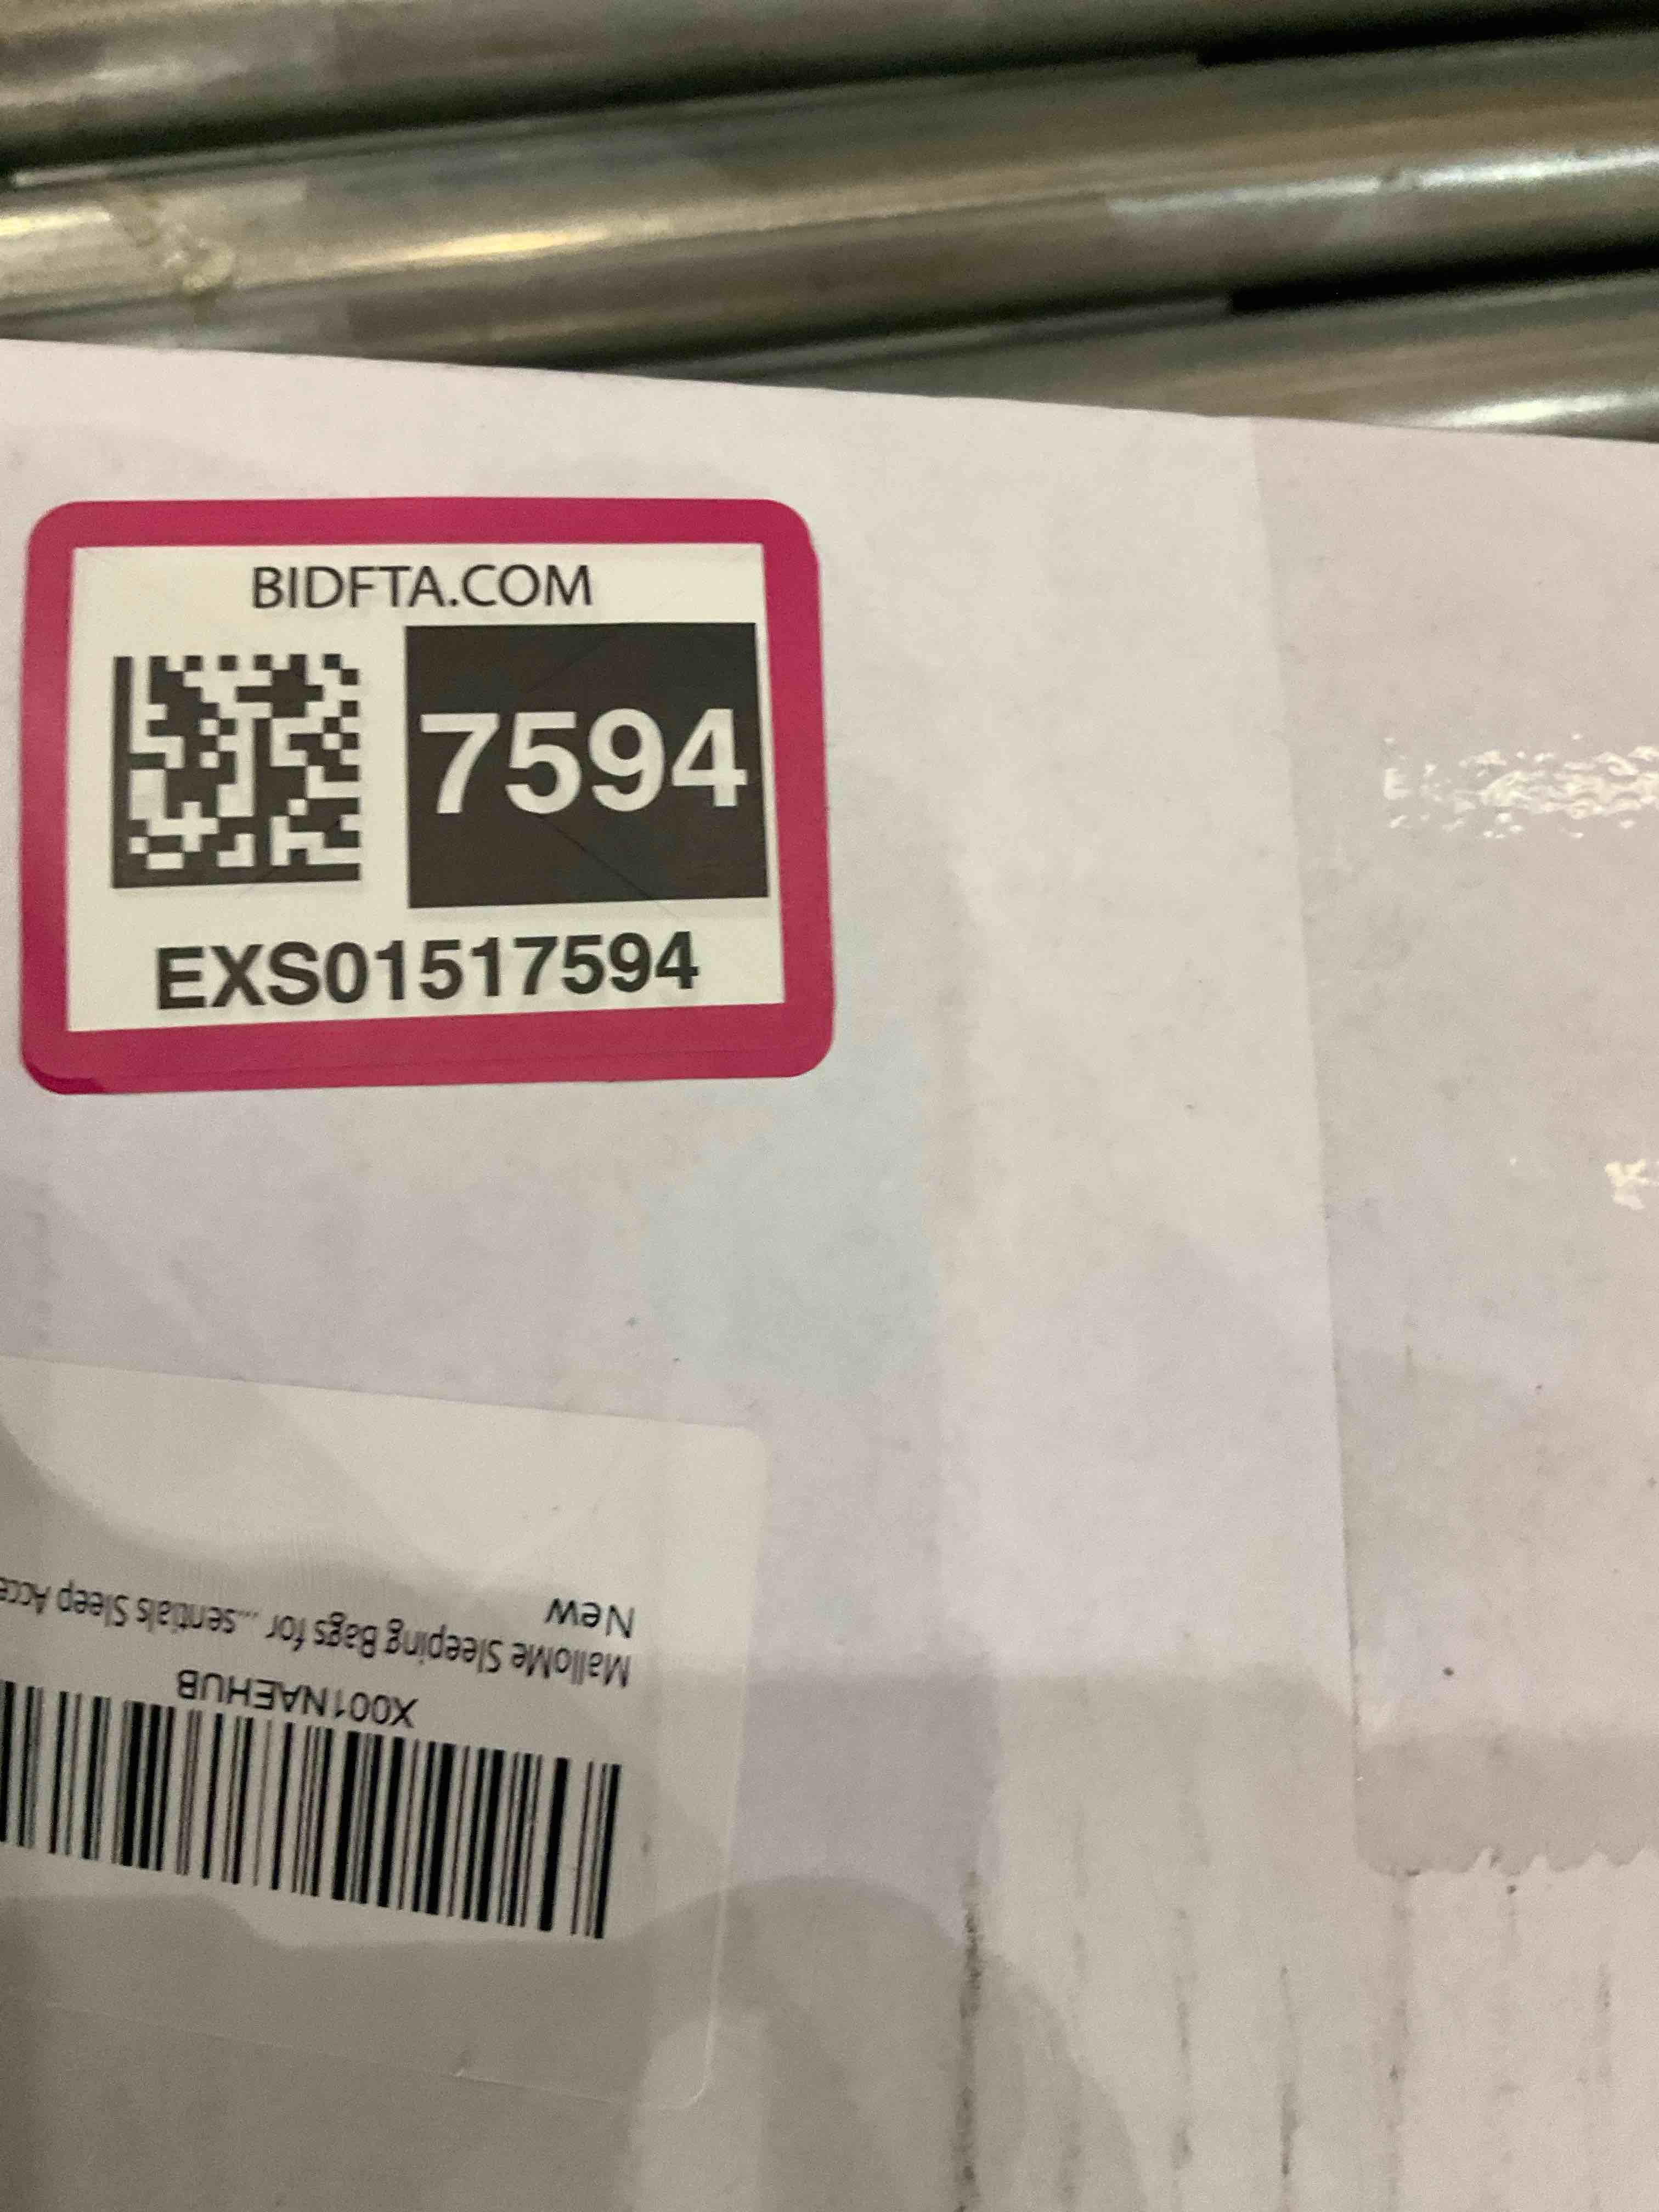 BIDFTA.COM
7594
EXS01517594
X001NAEHUB
MalloMe Sleeping Bags for ...sentials Sleep Acce
New